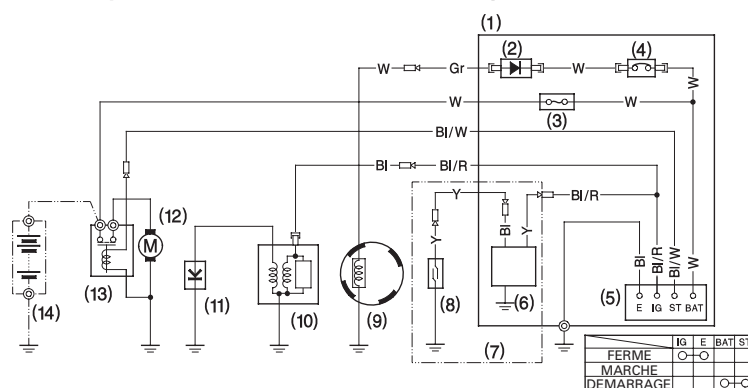 (1)
(2)
(4)
W
Gr
W
W
W
W
(3)
Bl/W
Bl
Bl/R
Y
Bl/R
Y
Bl
Y
Bl
Bl/R
Bl/W
W
(12)
M
(14)
(13)
(11)
(10)
(9)
(8)
(6)
(5)
E IG ST BAT
(7)
IG E BAT ST
FERME
MARCHE
DEMARRAGE